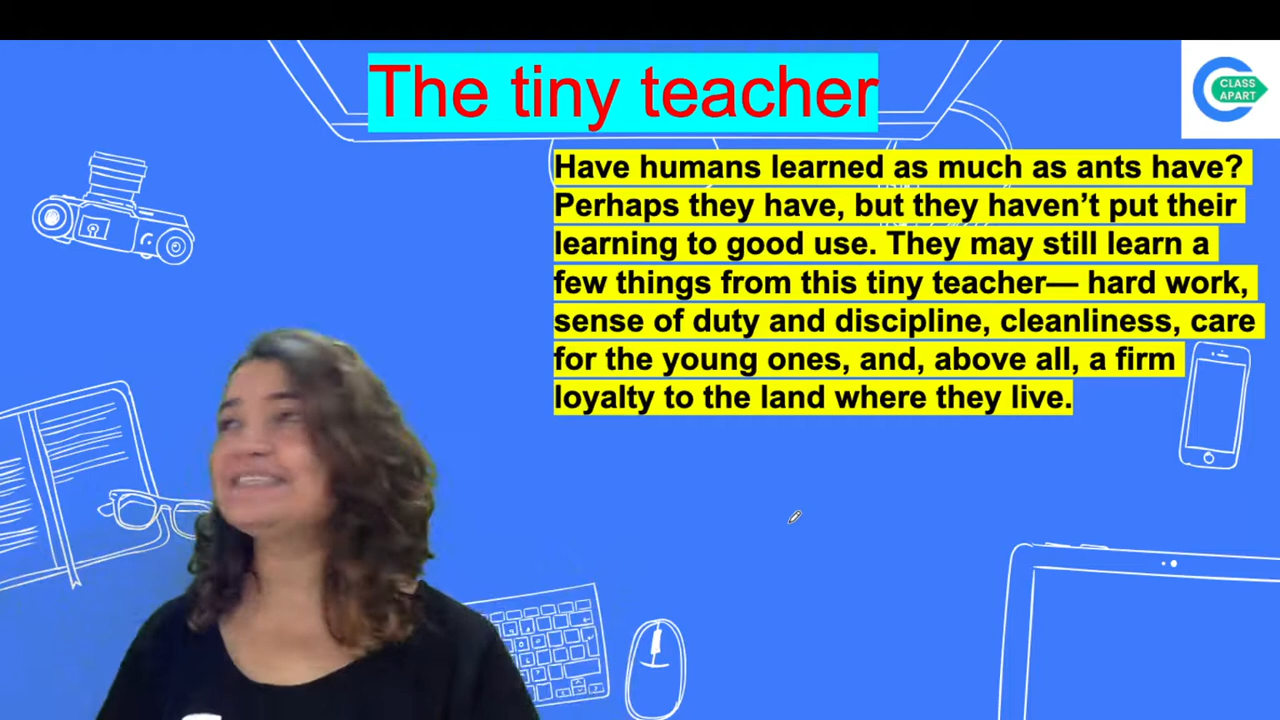 The tiny teacher
CLASS
APART
Have humans learned as much as ants have?
Perhaps they have, but they haven’t put their
learning to good use. They may still learn a
few things from this tiny teacher— hard work,
sense of duty and discipline, cleanliness, care
for the young ones, and, above all, a firm
loyalty to the land where they live.